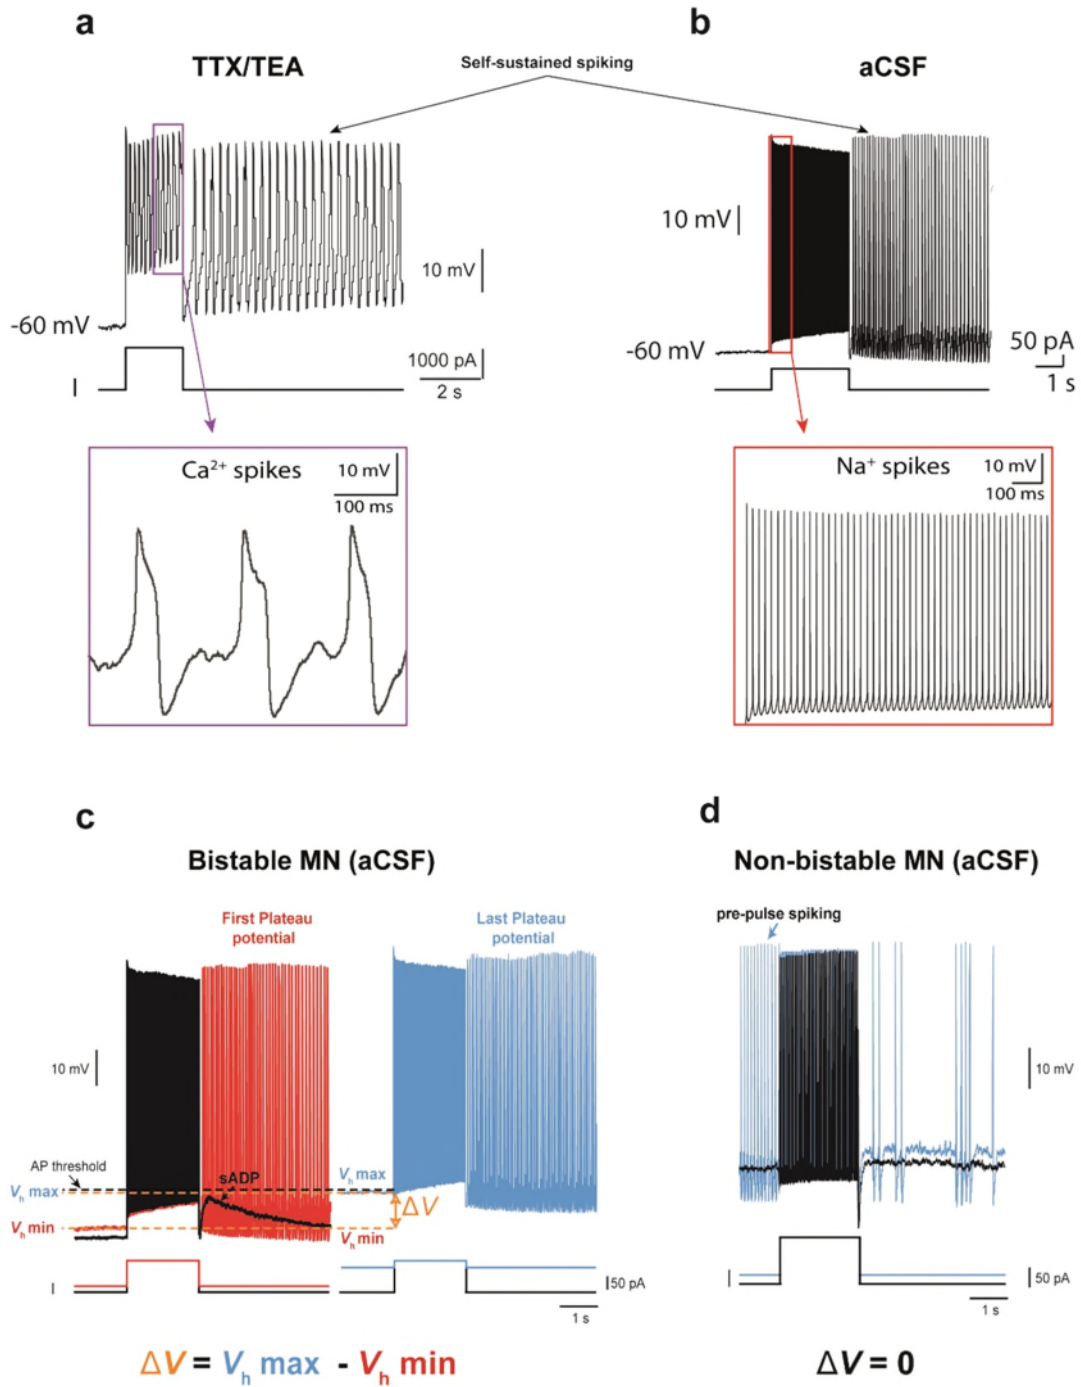 a
b
TTX/TEA
Self-sustained spiking
aCSF
10 mV
10 mV
-60 mV
-60 mV
1000 pA
2 s
50 pA
1 s
I
Ca²⁺ spikes
10 mV
100 ms
Na⁺ spikes
10 mV
100 ms
c
d
Bistable MN (aCSF)
Non-bistable MN (aCSF)
First Plateau
potential
Last Plateau
potential
pre-pulse spiking
10 mV
10 mV
AP threshold
Vₕ max
Vₕ min
sADP
Vₕ max
ΔV
Vₕ min
I
50 pA
1 s
I
50 pA
1 s
ΔV = Vₕ max - Vₕ min
ΔV = 0